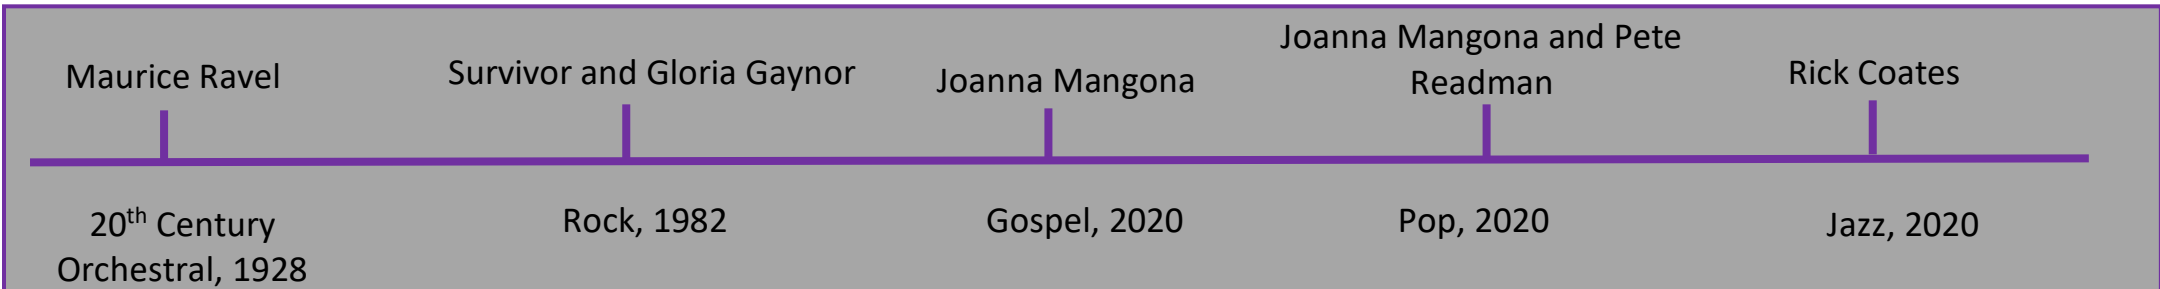 Maurice Ravel
Survivor and Gloria Gaynor
Joanna Mangona
Joanna Mangona and Pete
Readman
Rick Coates
20th Century
Orchestral, 1928
Rock, 1982
Gospel, 2020
Pop, 2020
Jazz, 2020